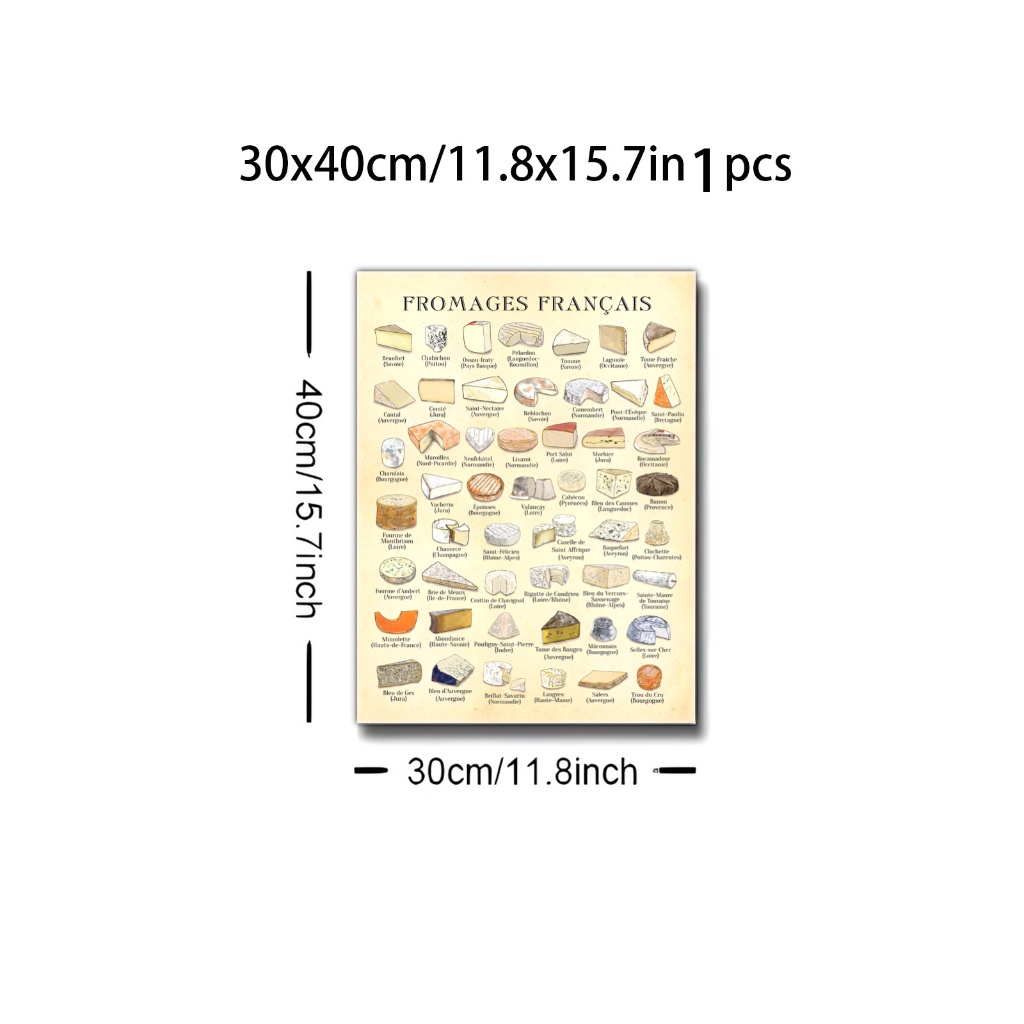 30x40cm/11.8x15.7in 1 pcs
40cm/15.7inch
FROMAGES FRANÇAIS
Beaufort
(Savoie)
Chabichou
(Poitou)
Ossau-Iraty
(Pays Basque)
Pélardon
(Languedoc-
Roussillon)
Tomme
(Savoie)
Laguiole
(Occitanie)
Tome Fraîche
(Auvergne)
Cantal
(Auvergne)
Comté
(Jura)
Saint-Nectaire
(Auvergne)
Reblochon
(Savoie)
Camembert
(Normandie)
Pont-l'Évêque
(Normandie)
Saint-Paulin
(Bretagne)
Charolais
(Bourgogne)
Maroilles
(Nord-Picardie)
Neufchâtel
(Normandie)
Livarot
(Normandie)
Port Salut
(Loire)
Morbier
(Jura)
Rocamadour
(Occitanie)
Fourme de
Montbrison
(Loire)
Vacherin
(Jura)
Epoisses
(Bourgogne)
Valançay
(Loire)
Cabécou
(Pyrénées)
Bleu des Causses
(Languedoc)
Banon
(Provence)
Chaource
(Champagne)
Saint-Félicien
(Rhône-Alpes)
Cazelle de
Saint Affrique
(Aveyron)
Roquefort
(Aveyron)
Clochette
(Poitou-Charentes)
Fourme d'Ambert
(Auvergne)
Brie de Meaux
(Ile-de-France)
Crottin de Chavignol
(Loire)
Rigotte de Condrieu
(Loire/Rhône)
Bleu du Vercors-
Sassenage
(Rhône-Alpes)
Sainte-Maure
de Touraine
(Touraine)
Mimolette
(Hauts-de-France)
Abondance
(Haute-Savoie)
Pouligny-Saint-Pierre
(Indre)
Tome des Bauges
(Auvergne)
Mâconnais
(Bourgogne)
Selles-sur-Cher
(Loire)
Bleu de Gex
(Jura)
Bleu d'Auvergne
(Auvergne)
Brillat-Savarin
(Normandie)
Langres
(Haute-Marne)
Salers
(Auvergne)
Trou du Cru
(Bourgogne)
30cm/11.8inch